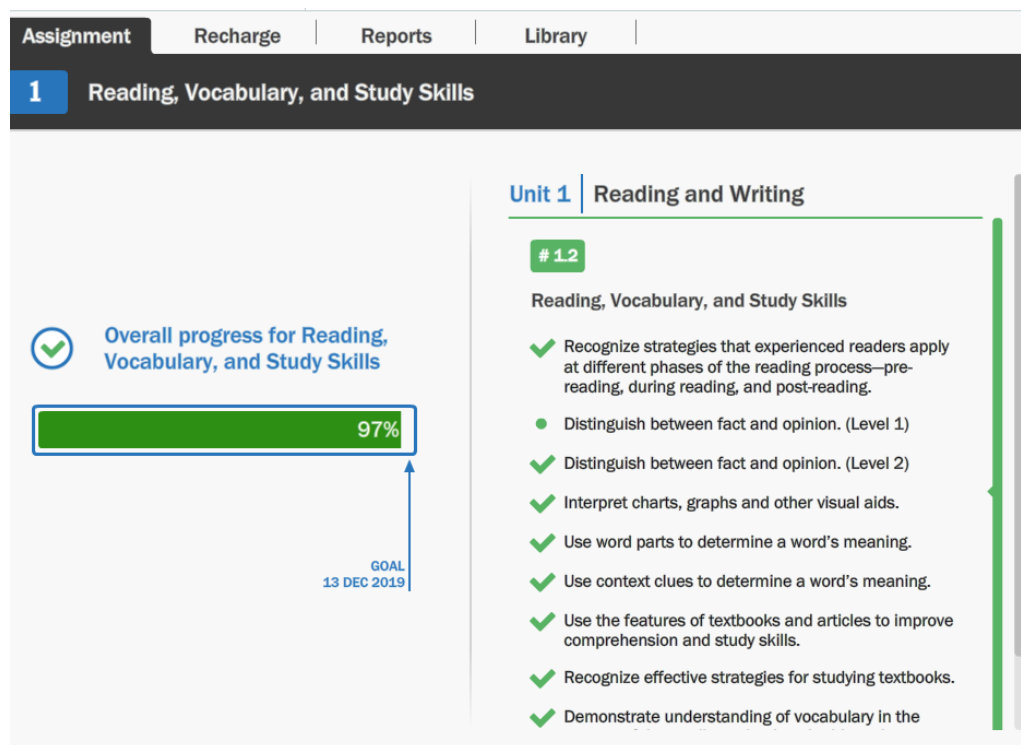 Assignment Recharge Reports Library
1 Reading, Vocabulary, and Study Skills
Overall progress for Reading,
Vocabulary, and Study Skills
97%
GOAL
13 DEC 2019
Unit 1 Reading and Writing
# 1.2
Reading, Vocabulary, and Study Skills
Recognize strategies that experienced readers apply
at different phases of the reading process—pre-
reading, during reading, and post-reading.
Distinguish between fact and opinion. (Level 1)
Distinguish between fact and opinion. (Level 2)
Interpret charts, graphs and other visual aids.
Use word parts to determine a word's meaning.
Use context clues to determine a word's meaning.
Use the features of textbooks and articles to improve
comprehension and study skills.
Recognize effective strategies for studying textbooks.
Demonstrate understanding of vocabulary in the